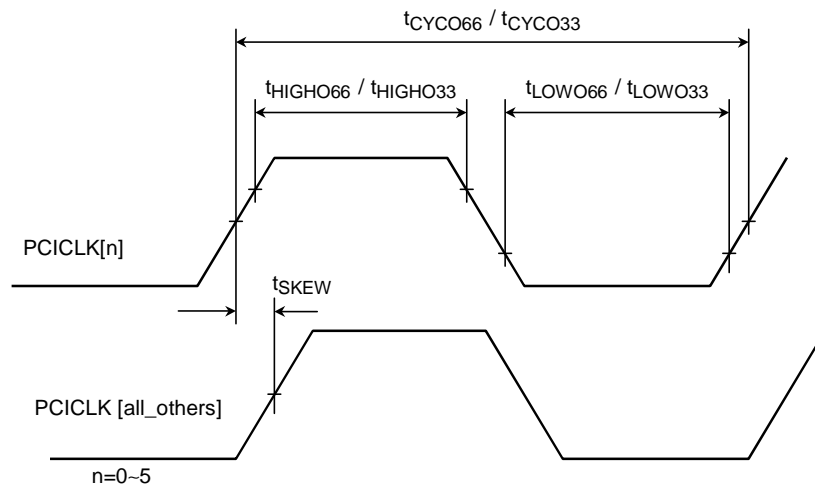 tCYCO66 / tCYCO33
tHIGHO66 / tHIGHO33
tLOWO66 / tLOWO33
PCICLK[n]
tSKEW
PCICLK [all_others]
n=0~5